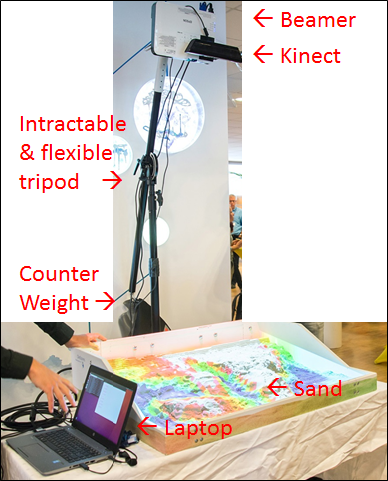 ← Beamer
← Kinect
Intractable
& flexible
tripod →
Counter
Weight →
← Sand
← Laptop